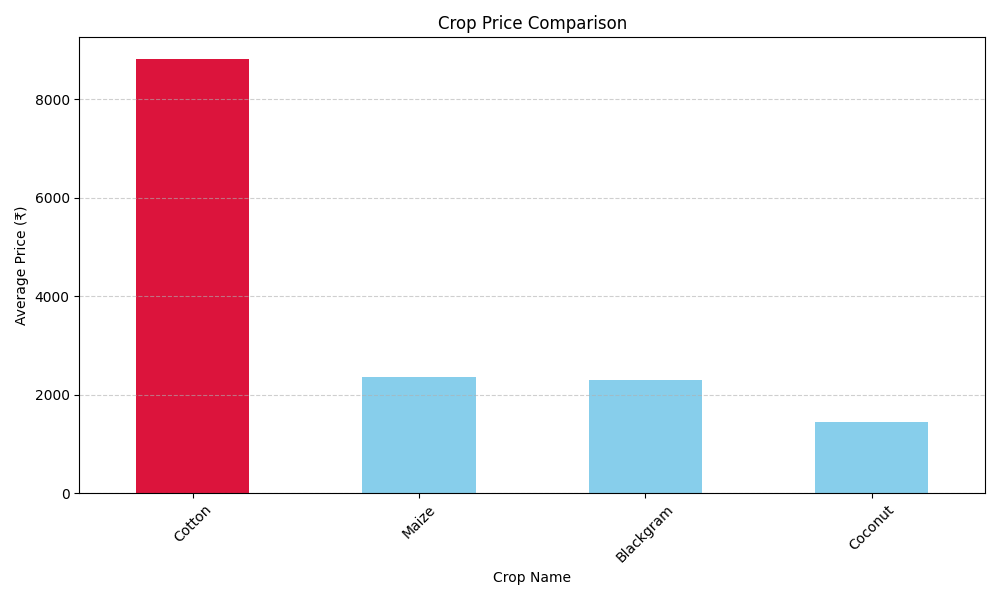 Crop Price Comparison
Average Price (₹)
8000
6000
4000
2000
0
Cotton
Maize
Blackgram
Coconut
Crop Name